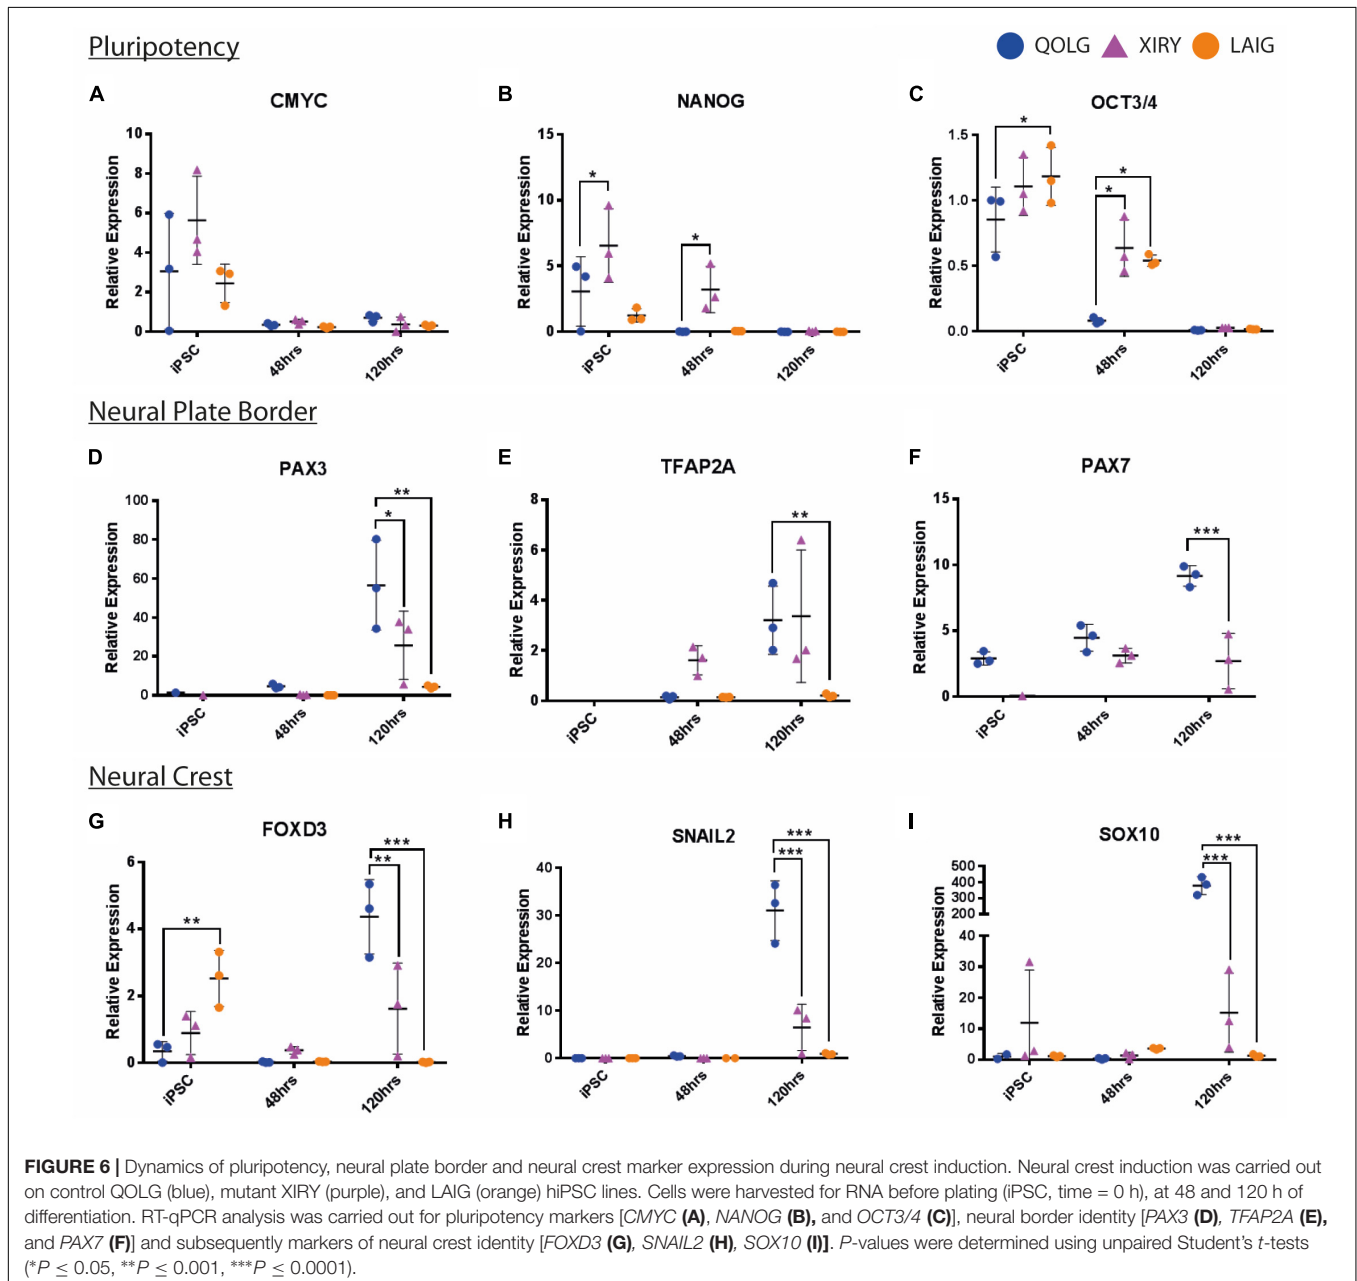 Pluripotency
QOLG XIRY LAIG
A
CMYC
Relative Expression
10
8
6
4
2
0
iPSC
48hrs
120hrs
B
NANOG
Relative Expression
15
10
5
0
*
*
iPSC
48hrs
120hrs
C
OCT3/4
Relative Expression
1.5
1.0
0.5
0.0
*
*
*
iPSC
48hrs
120hrs
Neural Plate Border
D
PAX3
Relative Expression
100
80
60
40
20
0
**
*
iPSC
48hrs
120hrs
E
TFAP2A
Relative Expression
8
6
4
2
0
**
iPSC
48hrs
120hrs
F
PAX7
Relative Expression
15
10
5
0
***
iPSC
48hrs
120hrs
Neural Crest
G
FOXD3
Relative Expression
6
4
2
0
**
***
**
iPSC
48hrs
120hrs
H
SNAIL2
Relative Expression
40
30
20
10
0
***
***
iPSC
48hrs
120hrs
I
SOX10
Relative Expression
500
400
300
200
40
30
20
10
0
***
***
iPSC
48hrs
120hrs
FIGURE 6 | Dynamics of pluripotency, neural plate border and neural crest marker expression during neural crest induction. Neural crest induction was carried out
on control QOLG (blue), mutant XIRY (purple), and LAIG (orange) hiPSC lines. Cells were harvested for RNA before plating (iPSC, time = 0 h), at 48 and 120 h of
differentiation. RT-qPCR analysis was carried out for pluripotency markers [CMYC (A), NANOG (B), and OCT3/4 (C)], neural border identity [PAX3 (D), TFAP2A (E),
and PAX7 (F)] and subsequently markers of neural crest identity [FOXD3 (G), SNAIL2 (H), SOX10 (I)]. P-values were determined using unpaired Student's t-tests
(*P ≤ 0.05, **P ≤ 0.001, ***P ≤ 0.0001).